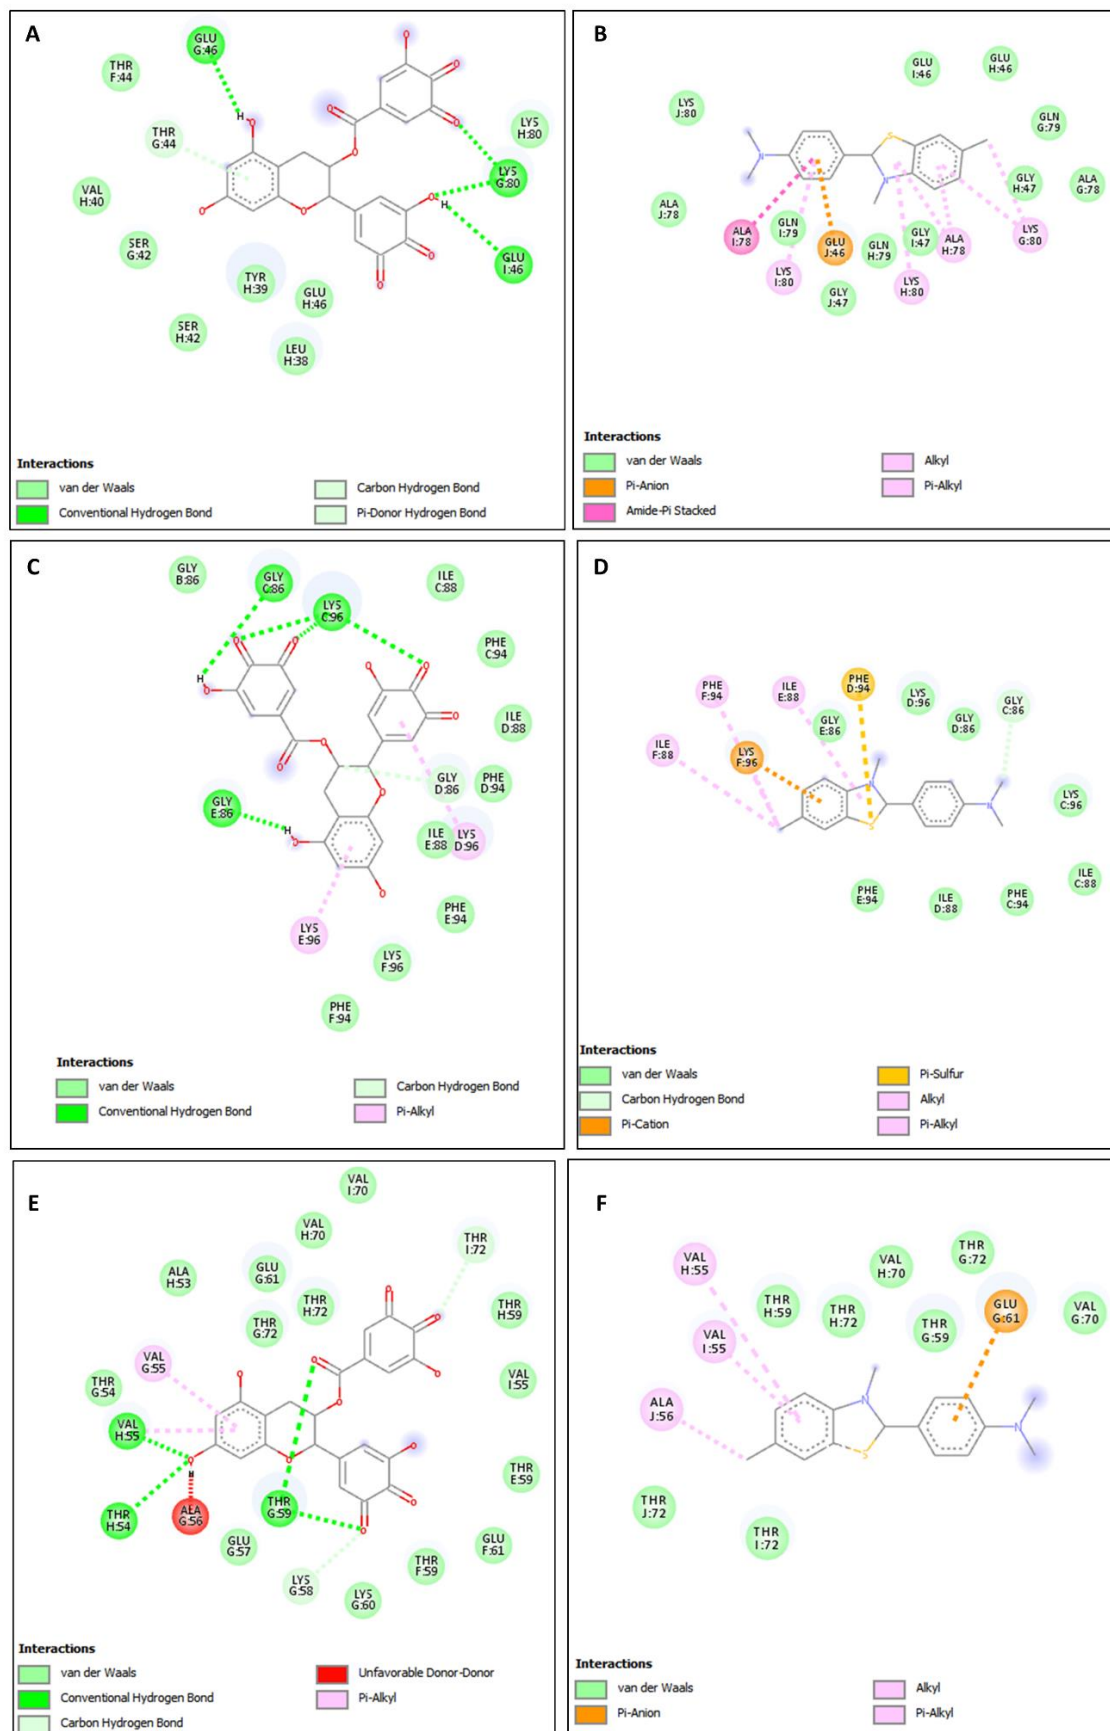 A
GLU
G:46
THR
F:44
THR
G:44
LYS
H:80
LYS
G:80
VAL
H:40
SER
G:42
TYR
H:39
GLU
H:46
GLU
I:46
SER
H:42
LEU
H:38
H
O
O
O
O
O
O
O
O
O
H
O
O
Interactions
van der Waals
Conventional Hydrogen Bond
Carbon Hydrogen Bond
Pi-Donor Hydrogen Bond
B
GLU
I:46
GLU
H:46
LYS
J:80
GLN
G:79
ALA
J:78
GLY
H:47
ALA
G:78
ALA
I:78
GLN
I:79
GLU
J:46
GLN
H:79
GLY
I:47
ALA
H:78
LYS
G:80
LYS
I:80
GLY
J:47
LYS
H:80
N
S
N
Interactions
van der Waals
Pi-Anion
Amide-Pi Stacked
Alkyl
Pi-Alkyl
C
GLY
B:86
GLY
C:86
LYS
C:96
ILE
C:88
PHE
C:94
ILE
D:88
GLY
D:86
PHE
D:94
GLY
E:86
ILE
E:88
LYS
D:96
PHE
E:94
LYS
E:96
LYS
F:96
PHE
F:94
H
O
O
O
O
O
O
O
O
O
H
O
O
Interactions
van der Waals
Conventional Hydrogen Bond
Carbon Hydrogen Bond
Pi-Alkyl
D
PHE
F:94
ILE
E:88
PHE
D:94
LYS
D:96
GLY
D:86
GLY
C:86
GLY
E:86
ILE
F:88
LYS
F:96
LYS
C:96
PHE
E:94
ILE
D:88
PHE
C:94
ILE
C:88
N
S
N
Interactions
van der Waals
Carbon Hydrogen Bond
Pi-Cation
Pi-Sulfur
Alkyl
Pi-Alkyl
E
VAL
I:70
VAL
H:70
THR
I:72
ALA
H:53
GLU
G:61
THR
H:72
THR
G:72
THR
H:59
VAL
G:55
THR
G:54
VAL
I:55
VAL
H:55
THR
H:54
ALA
G:56
THR
G:59
THR
E:59
GLU
G:57
LYS
G:58
LYS
G:60
THR
F:59
GLU
F:61
O
O
O
O
O
O
O
O
H
O
O
O
Interactions
van der Waals
Conventional Hydrogen Bond
Carbon Hydrogen Bond
Unfavorable Donor-Donor
Pi-Alkyl
F
VAL
H:55
THR
H:59
THR
H:72
VAL
H:70
THR
G:72
THR
G:59
GLU
G:61
VAL
G:70
VAL
I:55
ALA
J:56
THR
J:72
THR
I:72
N
S
N
Interactions
van der Waals
Pi-Anion
Alkyl
Pi-Alkyl